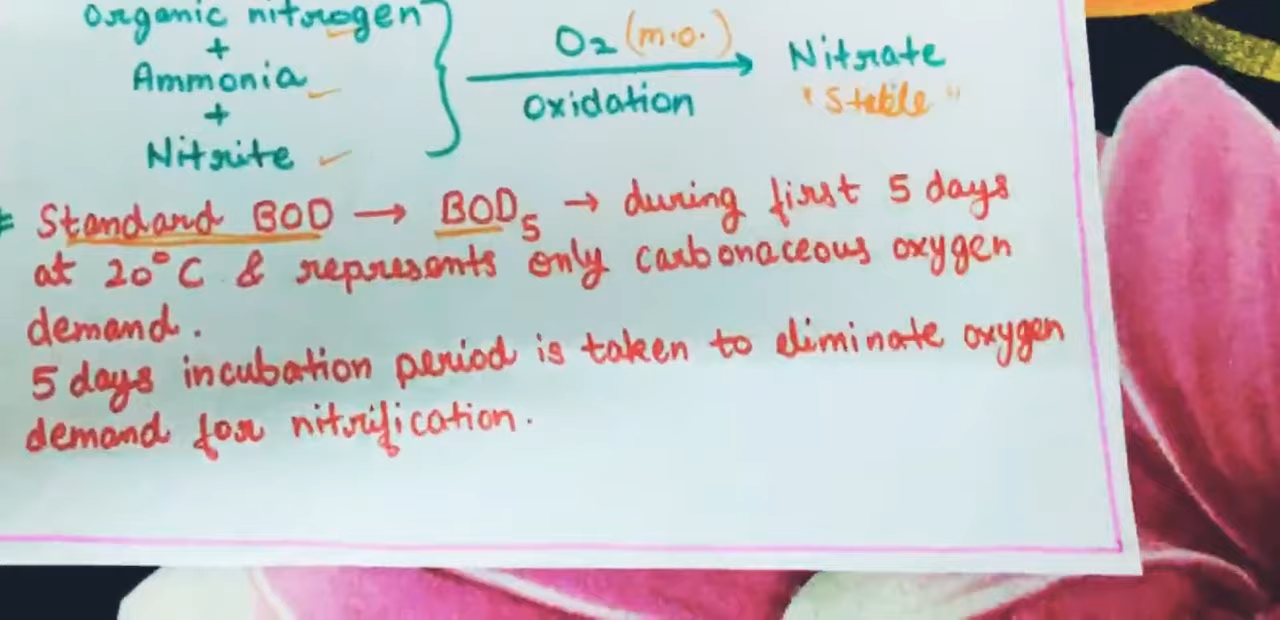 Organic nitrogen
+
Ammonia
+
Nitrite
O2 (m.o.)
Oxidation
Nitrate
"Stable"
Standard BOD → BOD5 → during first 5 days
at 20°C & represents only carbonaceous oxygen
demand.
5 days incubation period is taken to eliminate oxygen
demand for nitrification.